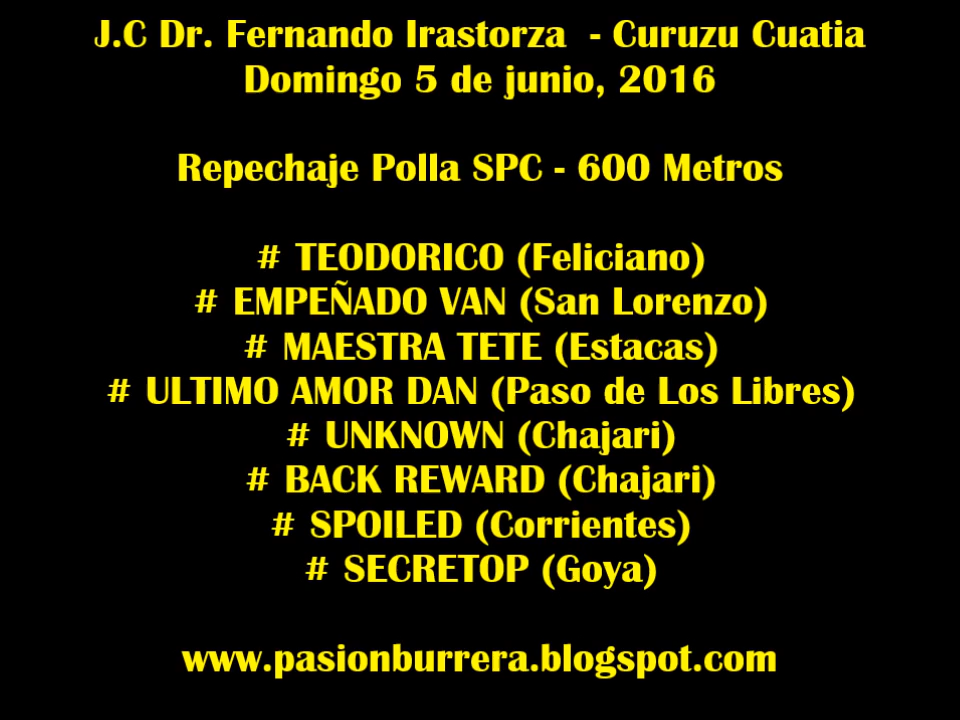 J.C Dr. Fernando Irastorza - Curuzu Cuatia
Domingo 5 de junio, 2016
Repechaje Polla SPC - 600 Metros
# TEODORICO (Feliciano)
# EMPEÑADO VAN (San Lorenzo)
# MAESTRA TETE (Estacas)
# ULTIMO AMOR DAN (Paso de Los Libres)
# UNKNOWN (Chajari)
# BACK REWARD (Chajari)
# SPOILED (Corrientes)
# SECRETOP (Goya)
www.pasionburrera.blogspot.com